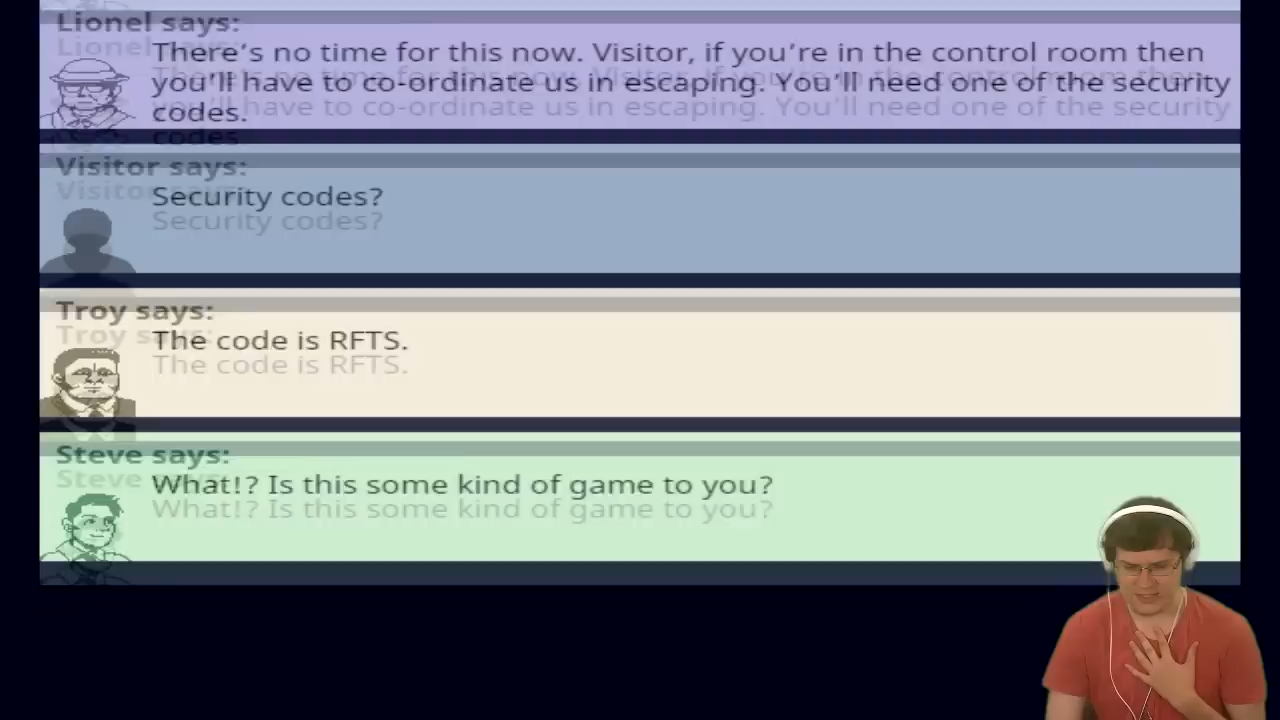 Lionel says:
There's no time for this now. Visitor, if you're in the control room then
you'll have to co-ordinate us in escaping. You'll need one of the security
codes.
Visitor says:
Security codes?
Troy says:
The code is RFTS.
Steve says:
What!? Is this some kind of game to you?